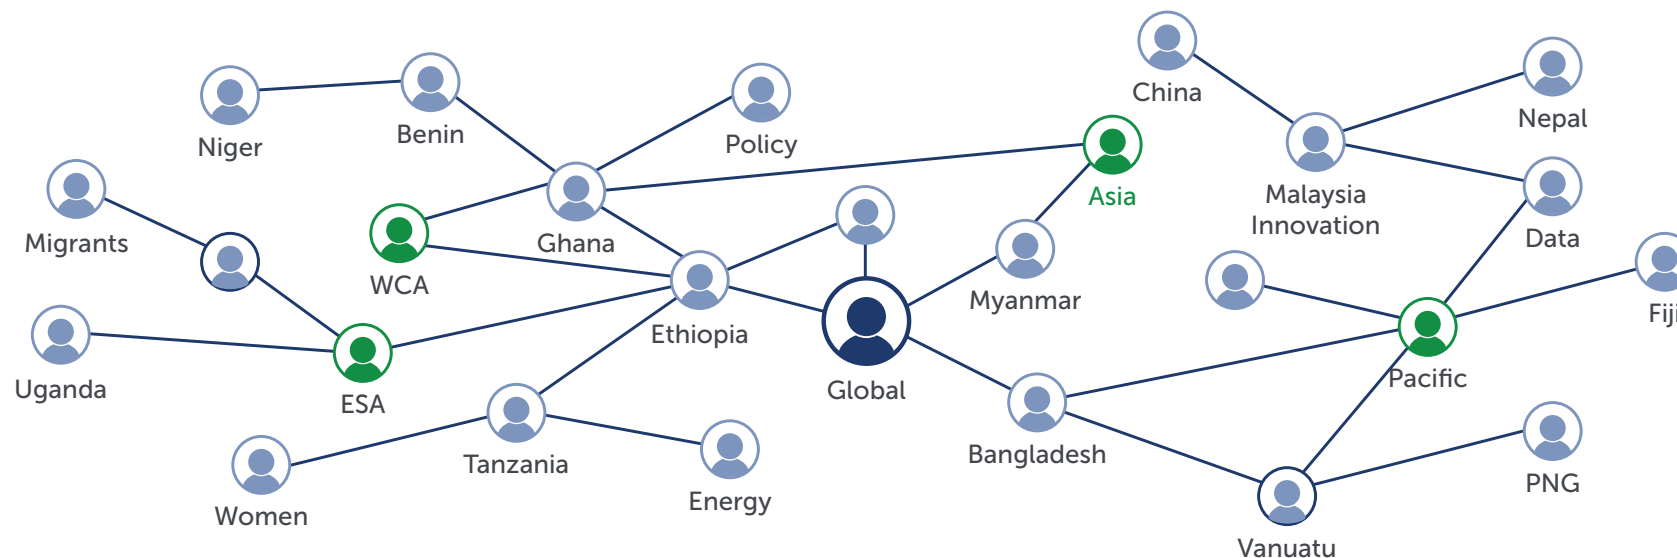 China
Nepal
Niger
Benin
Policy
Asia
Malaysia
Innovation
Migrants
Ghana
Data
WCA
Myanmar
Ethiopia
Fiji
Uganda
ESA
Global
Pacific
Tanzania
Bangladesh
Women
Energy
PNG
Vanuatu